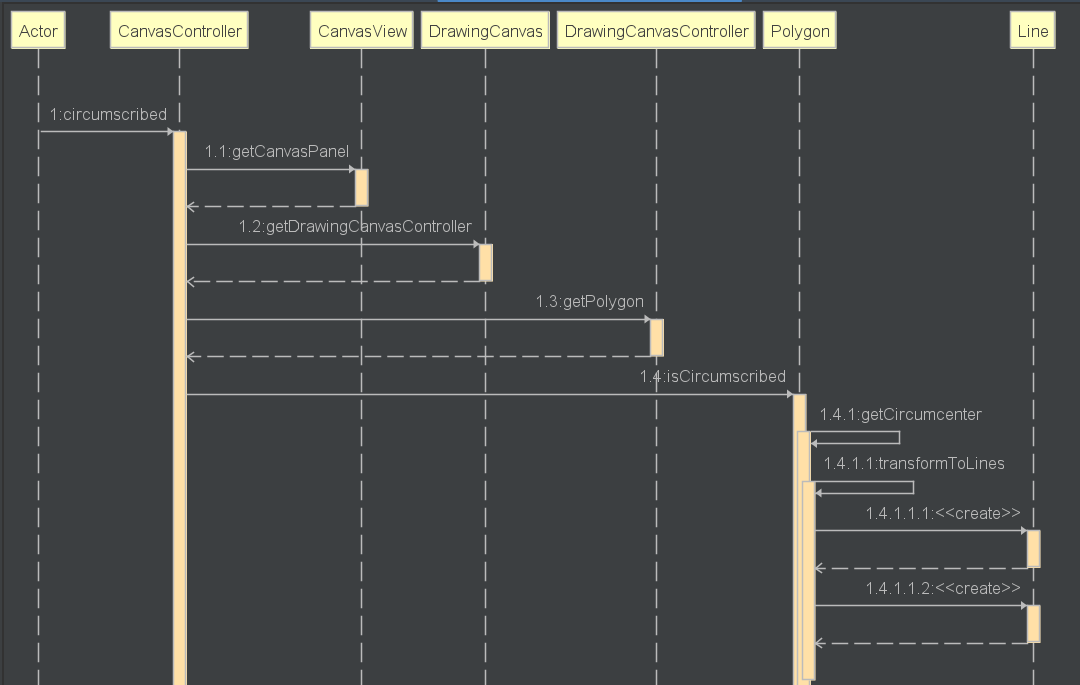 Actor CanvasController CanvasView DrawingCanvas DrawingCanvasController Polygon Line
1:circumscribed
1.1:getCanvasPanel
1.2:getDrawingCanvasController
1.3:getPolygon
1.4:isCircumscribed
1.4.1:getCircumcenter
1.4.1.1:transformToLines
1.4.1.1.1:<<create>>
1.4.1.1.2:<<create>>